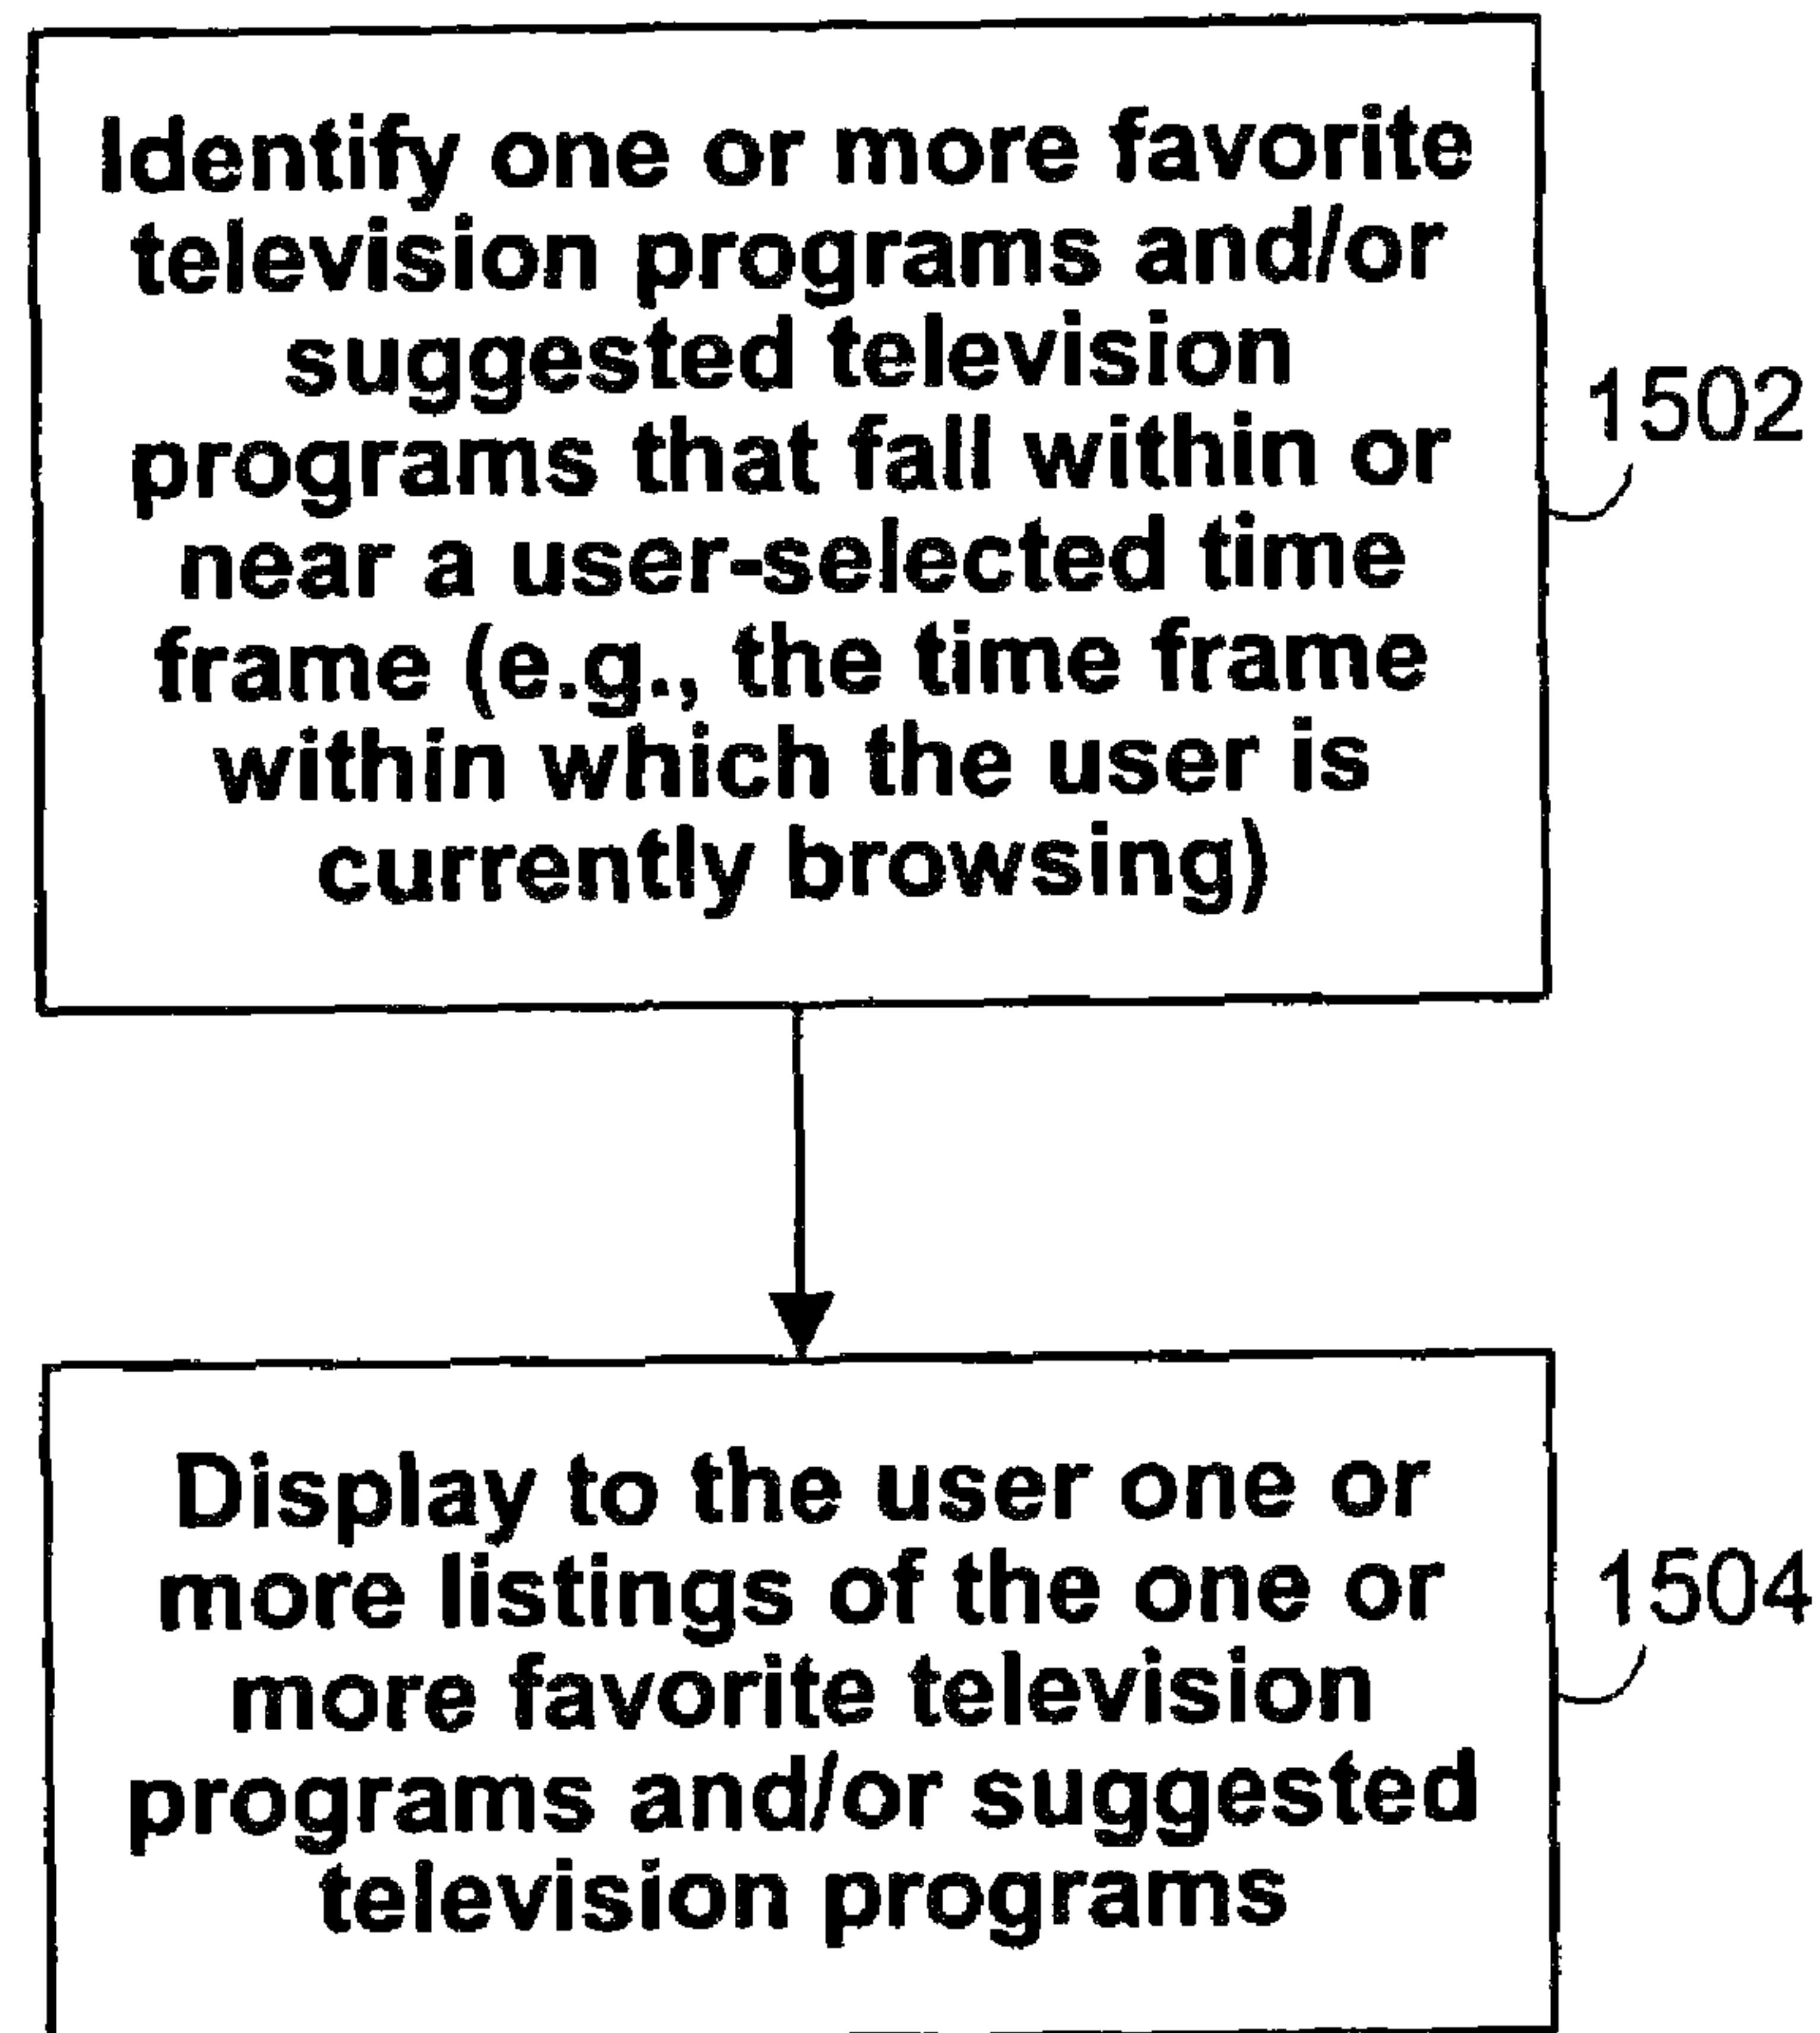 Identify one or more favorite
television programs and/or
suggested television
programs that fall within or
near a user-selected time
frame (e.g., the time frame
within which the user is
currently browsing)
1502
Display to the user one or
more listings of the one or
more favorite television
programs and/or suggested
television programs
1504